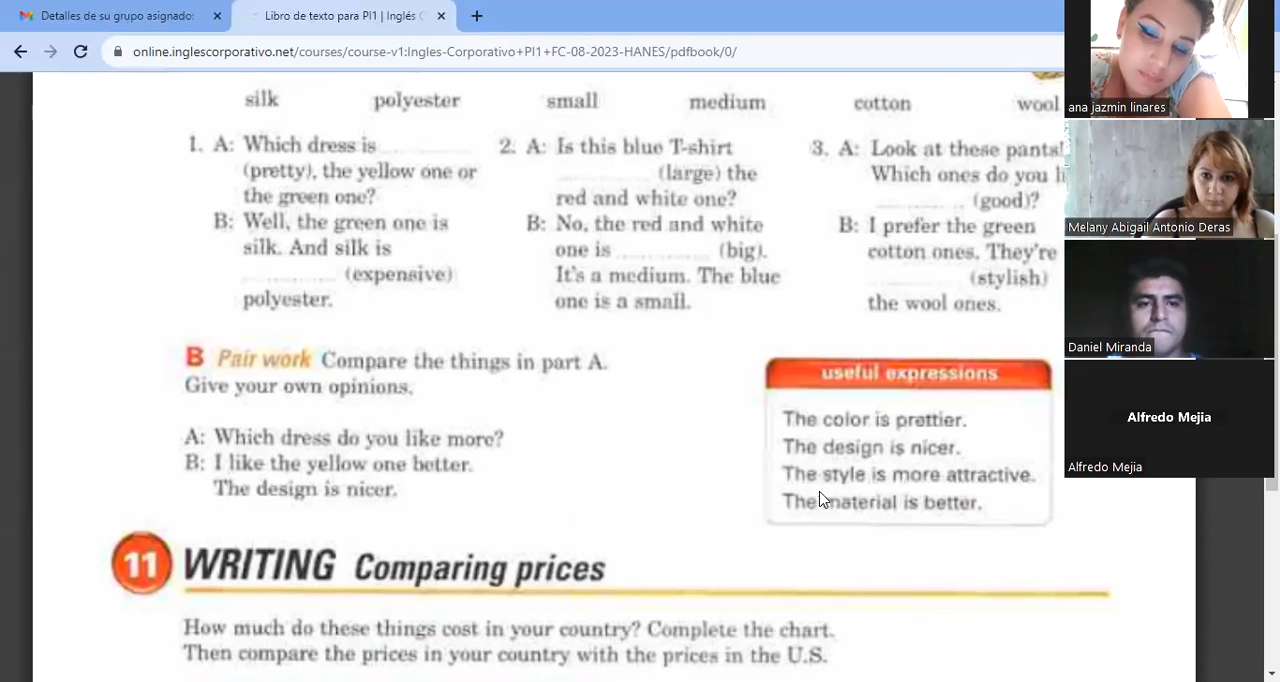 Detalles de su grupo asignado:
Libro de texto para PI1 | Inglés C
online.inglescorporativo.net/courses/course-v1:Ingles-Corporativo+PI1+FC-08-2023-HANES/pdfbook/0/
silk polyester small medium cotton wool
1. A: Which dress is
(pretty), the yellow one or
the green one?
B: Well, the green one is
silk. And silk is
(expensive)
polyester.
2. A: Is this blue T-shirt
(large) the
red and white one?
B: No, the red and white
one is (big).
It's a medium. The blue
one is a small.
3. A: Look at these pants!
Which ones do you li
(good)?
B: I prefer the green
cotton ones. They're
(stylish)
the wool ones.
B Pair work Compare the things in part A.
Give your own opinions.
A: Which dress do you like more?
B: I like the yellow one better.
The design is nicer.
useful expressions
The color is prettier.
The design is nicer.
The style is more attractive.
The material is better.
11 WRITING Comparing prices
How much do these things cost in your country? Complete the chart.
Then compare the prices in your country with the prices in the U.S.
ana jazmin linares
Melany Abigail Antonio Deras
Daniel Miranda
Alfredo Mejia
Alfredo Mejia